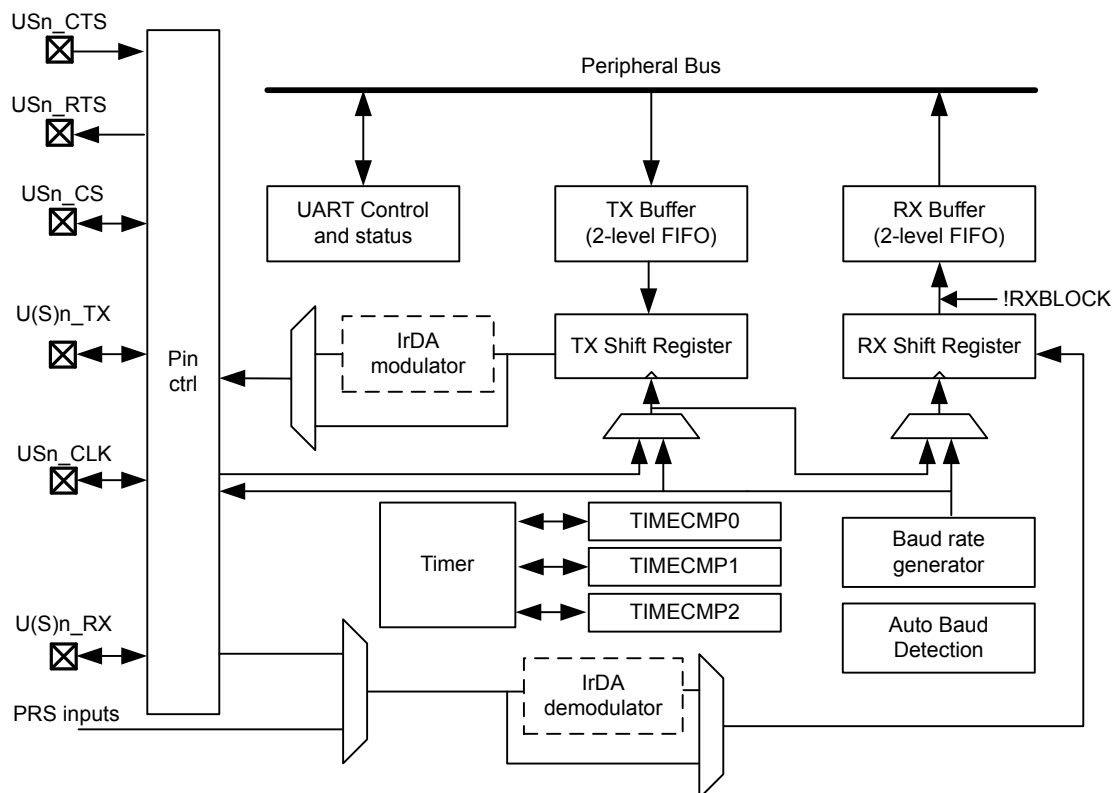 USn_CTS
Peripheral Bus
USn_RTS
USn_CS
UART Control
and status
TX Buffer
(2-level FIFO)
RX Buffer
(2-level FIFO)
!RXBLOCK
U(S)n_TX
Pin
ctrl
IrDA
modulator
TX Shift Register
RX Shift Register
USn_CLK
Timer
TIMECMP0
TIMECMP1
TIMECMP2
Baud rate
generator
Auto Baud
Detection
U(S)n_RX
IrDA
demodulator
PRS inputs